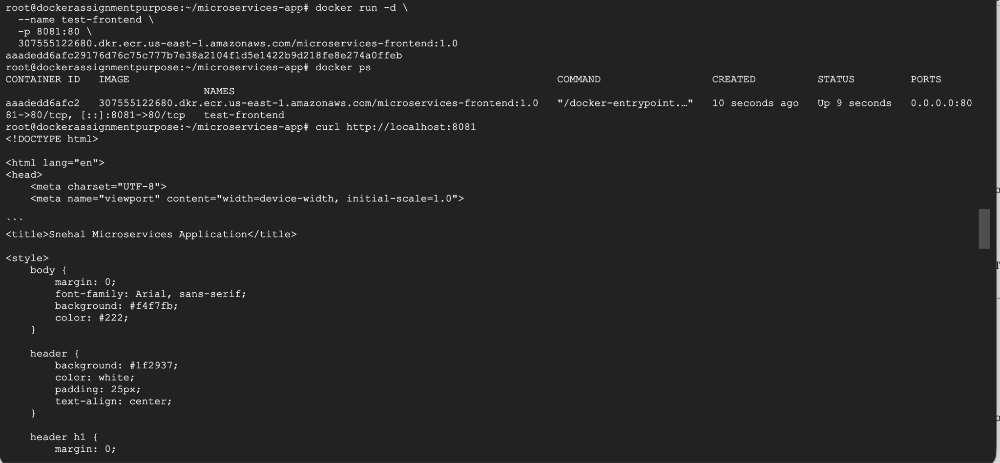 root@dockerassignmentpurpose:~/microservices-app# docker run -d \
  --name test-frontend \
  -p 8081:80 \
  307555122680.dkr.ecr.us-east-1.amazonaws.com/microservices-frontend:1.0
aaadedd6afc29176d76c75c777b7e38a2104f1d5e1422b9d218fe8e274a0ffeb
root@dockerassignmentpurpose:~/microservices-app# docker ps
CONTAINER ID   IMAGE                                                                     COMMAND                  CREATED          STATUS         PORTS
                                NAMES
aaadedd6afc2   307555122680.dkr.ecr.us-east-1.amazonaws.com/microservices-frontend:1.0   "/docker-entrypoint.…"   10 seconds ago   Up 9 seconds   0.0.0.0:80
81->80/tcp, [::]:8081->80/tcp   test-frontend
root@dockerassignmentpurpose:~/microservices-app# curl http://localhost:8081
<!DOCTYPE html>

<html lang="en">
<head>
    <meta charset="UTF-8">
    <meta name="viewport" content="width=device-width, initial-scale=1.0">

```
<title>Snehal Microservices Application</title>

<style>
    body {
        margin: 0;
        font-family: Arial, sans-serif;
        background: #f4f7fb;
        color: #222;
    }

    header {
        background: #1f2937;
        color: white;
        padding: 25px;
        text-align: center;
    }

    header h1 {
        margin: 0;